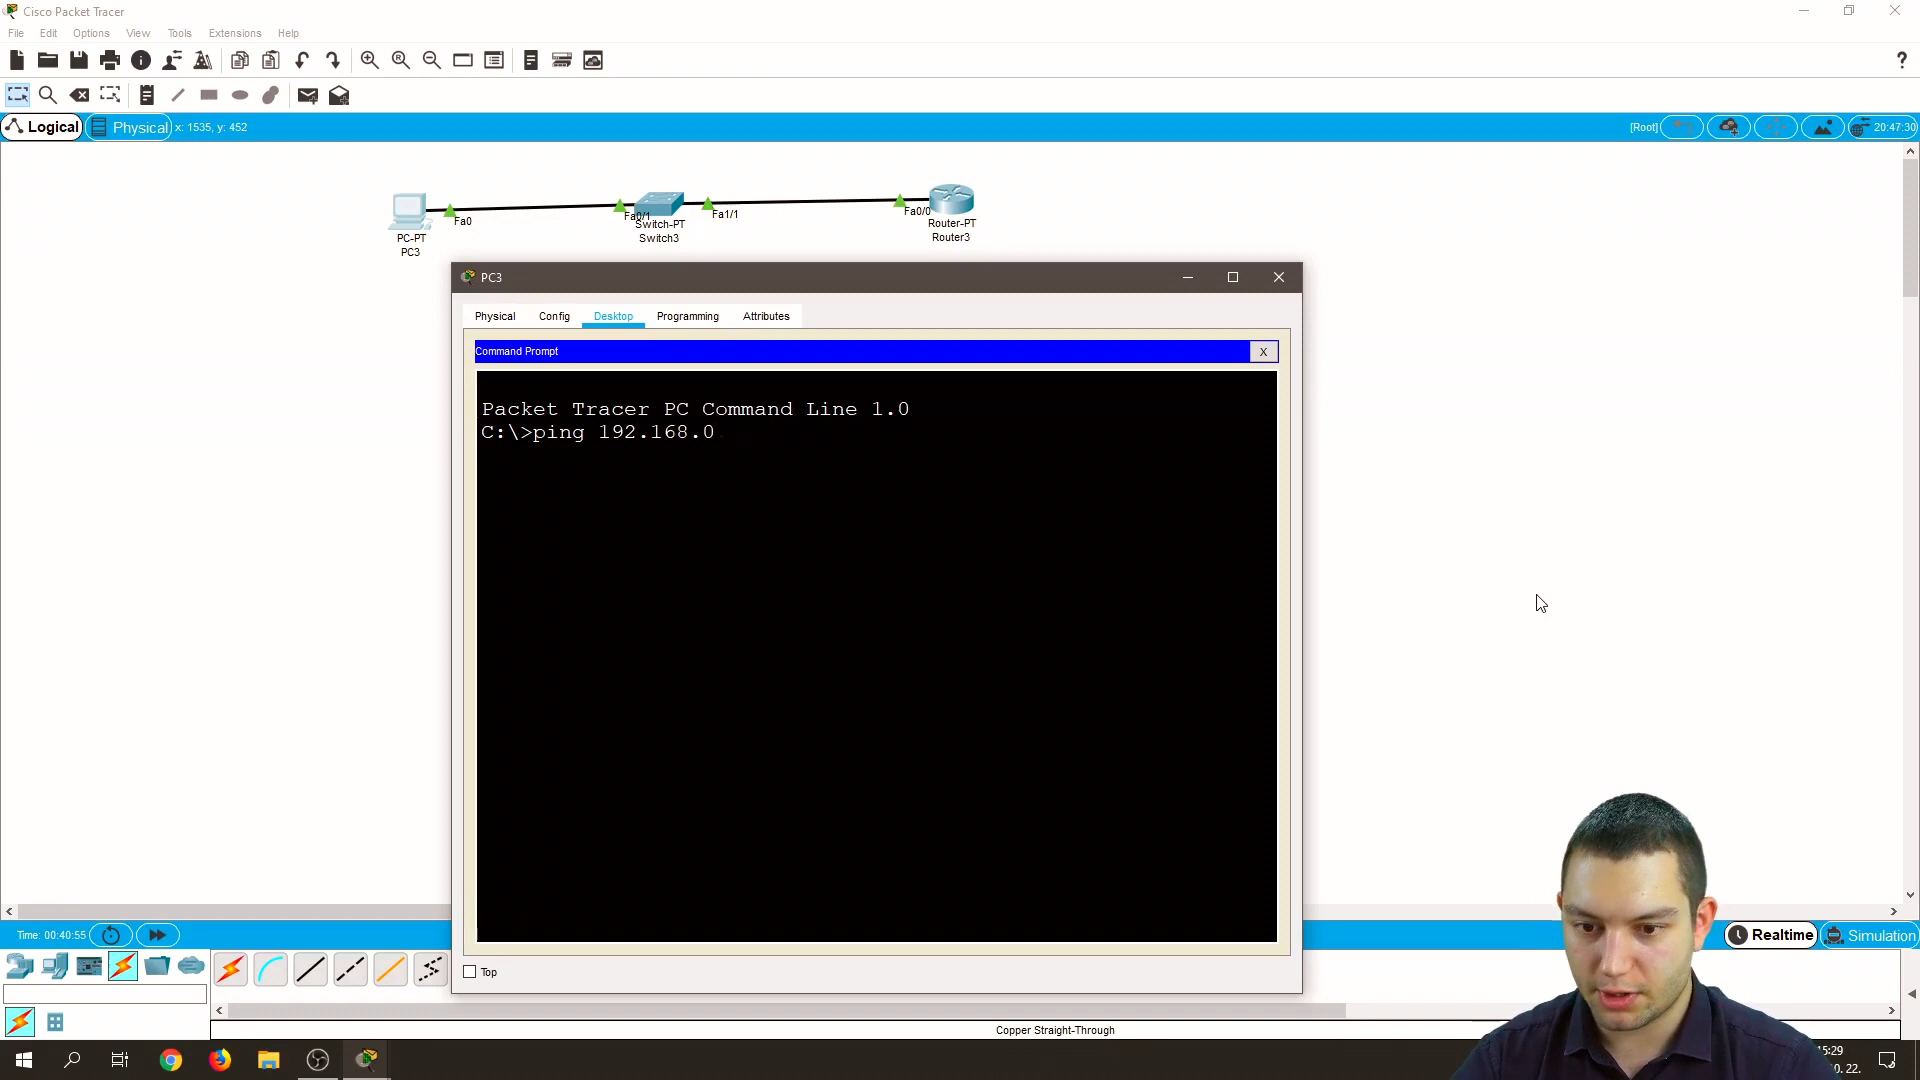 Cisco Packet Tracer
File Edit Options View Tools Extensions Help
?
Logical Physical x: 1535, y: 452 [Root] 20:47:30
Fa0 Fa0/1 Fa1/1 Fa0/0
PC-PT Switch-PT Router-PT
PC3 Switch3 Router3
PC3
Physical Config Desktop Programming Attributes
Command Prompt X
Packet Tracer PC Command Line 1.0
C:\>ping 192.168.0
Top
Time: 00:40:55 Realtime Simulation
Copper Straight-Through
22.